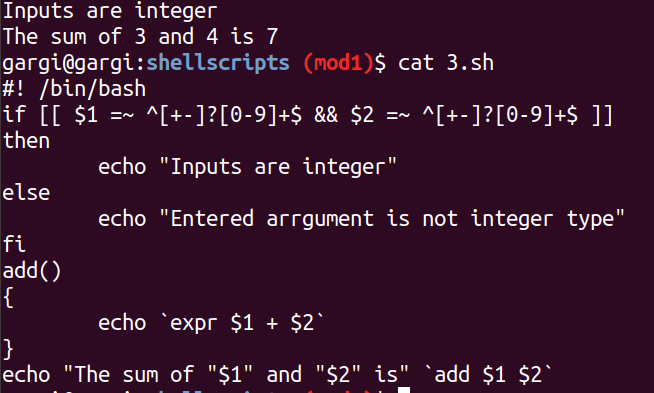 Inputs are integer
The sum of 3 and 4 is 7
gargi@gargi:shellscripts (mod1)$ cat 3.sh
#! /bin/bash
if [[ $1 =~ ^[+-]?[0-9]+$ && $2 =~ ^[+-]?[0-9]+$ ]]
then
        echo "Inputs are integer"
else
        echo "Entered arrgument is not integer type"
fi
add()
{
        echo `expr $1 + $2`
}
echo "The sum of "$1" and "$2" is" `add $1 $2`